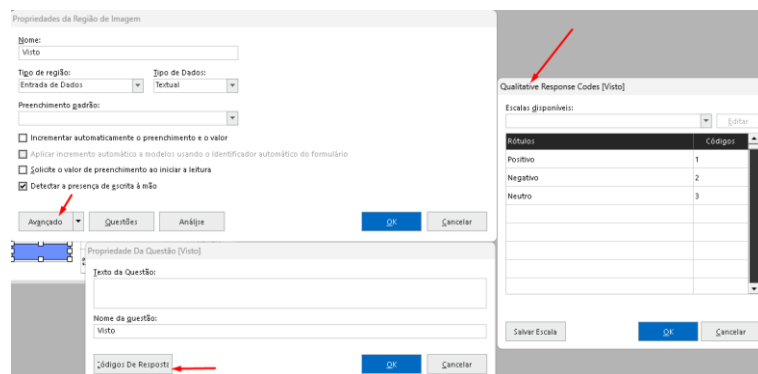 Propriedades da Região de Imagem
Nome:
Visto
Tipo de região: Tipo de Dados:
Entrada de Dados Textual
Preenchimento padrão:
Incrementar automaticamente o preenchimento e o valor
Aplicar incremento automático a modelos usando o identificador automático do formulário
Solicite o valor de preenchimento ao iniciar a leitura
Detectar a presença de escrita à mão
Avançado Questões Análise OK Cancelar
Propriedade Da Questão [Visto]
Texto da Questão:
Nome da questão:
Visto
Códigos De Resposta OK Cancelar
Qualitative Response Codes [Visto]
Escalas disponíveis:
Editar
Rótulos Códigos
Positivo 1
Negativo 2
Neutro 3
Salvar Escala OK Cancelar